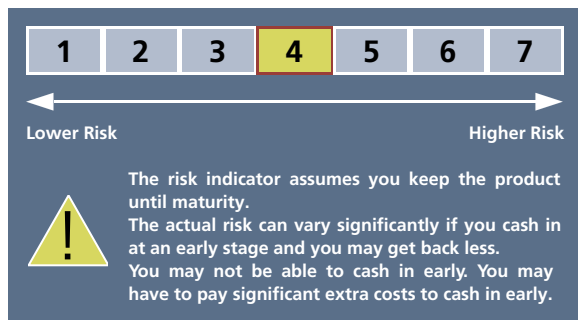 1 2 3 4 5 6 7
Lower Risk Higher Risk
The risk indicator assumes you keep the product
until maturity.
The actual risk can vary significantly if you cash in
at an early stage and you may get back less.
You may not be able to cash in early. You may
have to pay significant extra costs to cash in early.
!